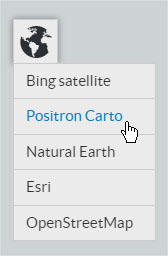 Bing satellite
Positron Carto
Natural Earth
Esri
OpenStreetMap